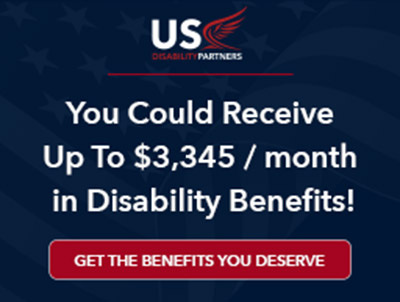 US
DISABILITY PARTNERS
You Could Receive
Up To $3,345 / month
in Disability Benefits!
GET THE BENEFITS YOU DESERVE